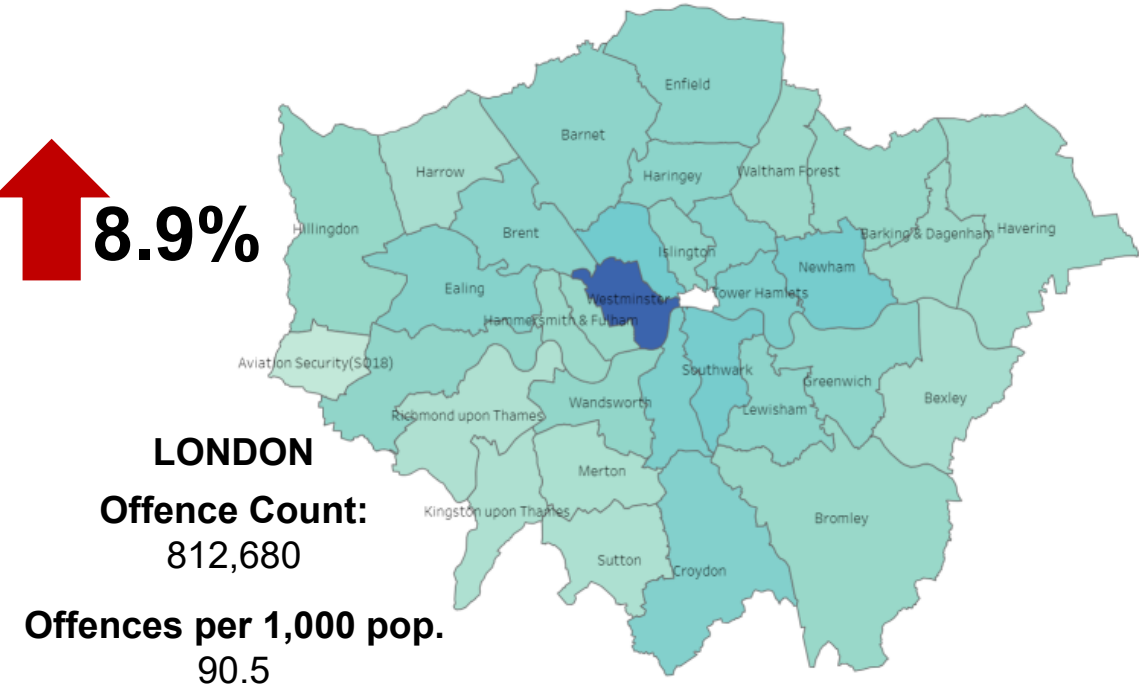 Enfield
Barnet
Harrow
Haringey
Waltham Forest
8.9%
Hillingdon
Brent
Islington
Barking & Dagenham
Havering
Newham
Ealing
Westminster
Tower Hamlets
Hammersmith & Fulham
Aviation Security(SO18)
Southwark
Greenwich
Bexley
Richmond upon Thames
Wandsworth
Lewisham
LONDON
Merton
Offence Count:
812,680
Kingston upon Thames
Bromley
Sutton
Croydon
Offences per 1,000 pop.
90.5